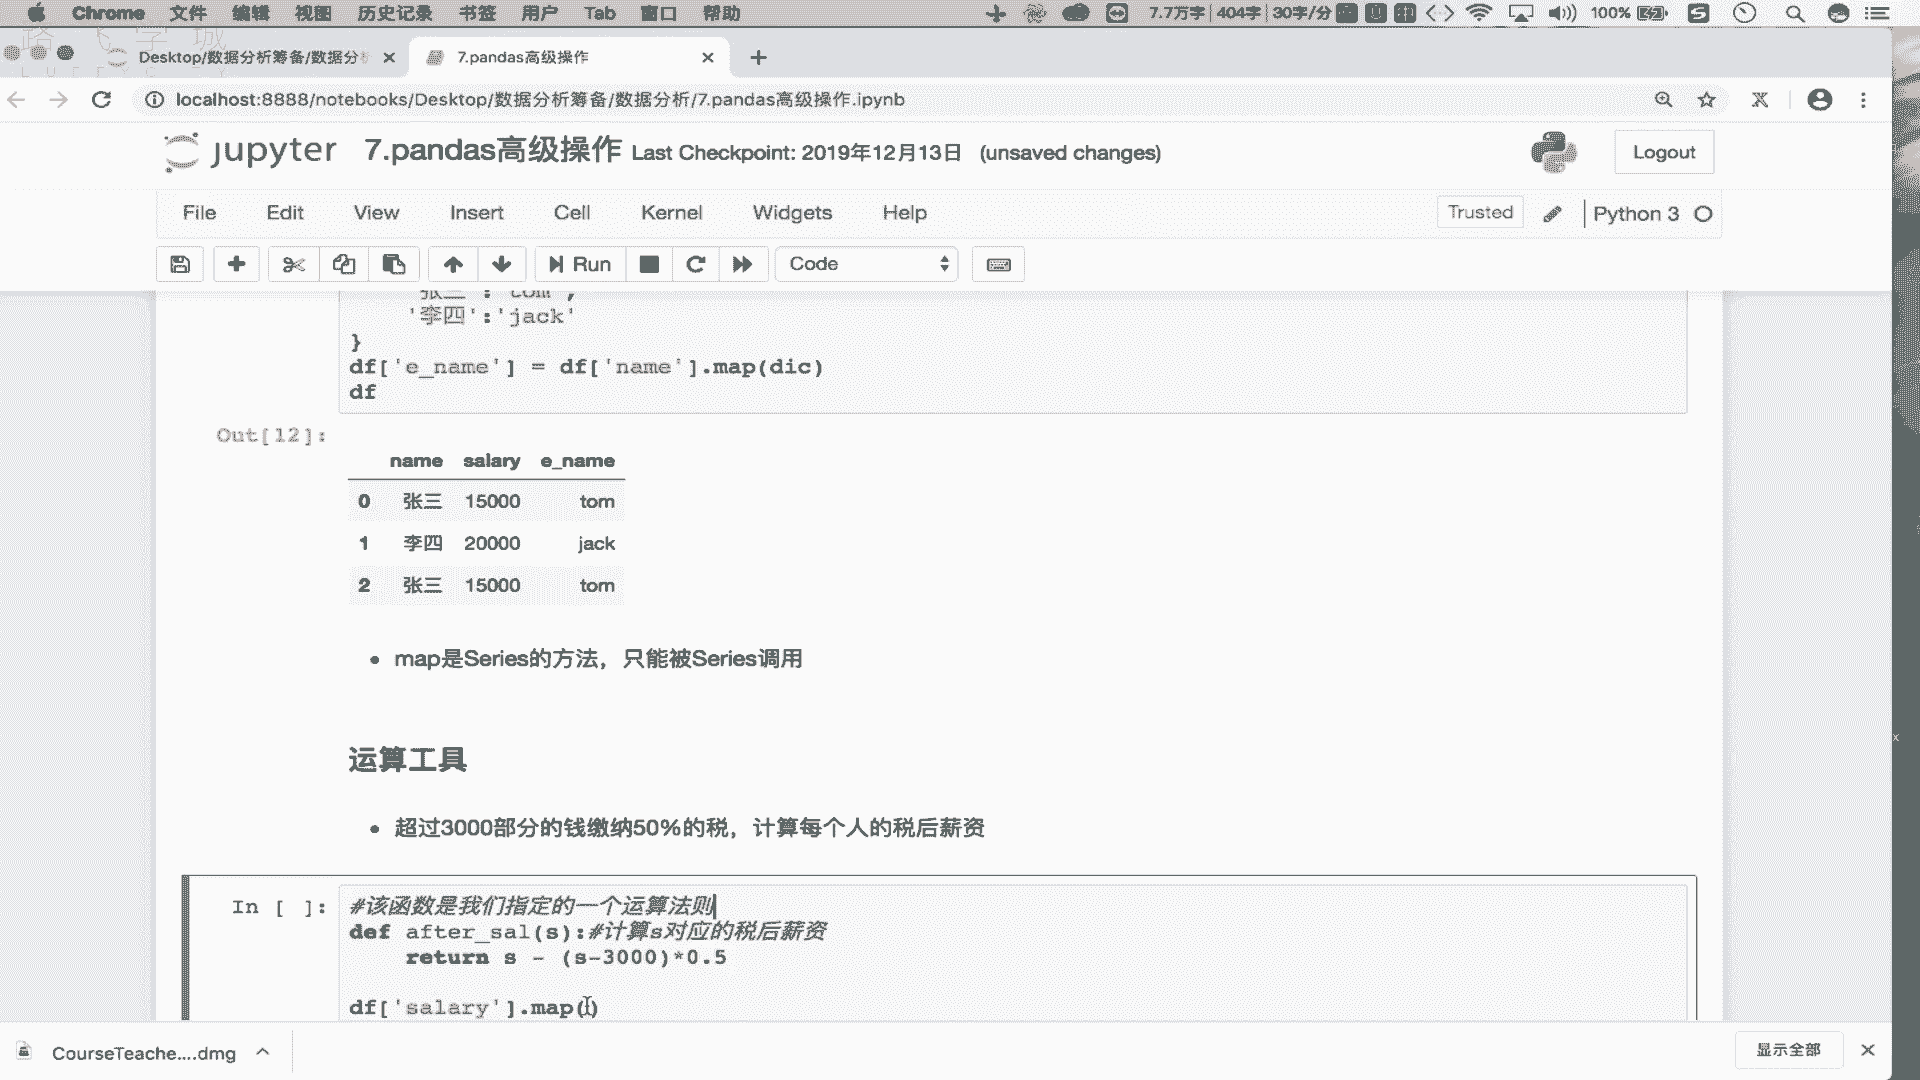 Chrome 文件 编辑 视图 历史记录 书签 用户 Tab 窗口 帮助 7.7万字 404字 30字/分 100%
Desktop/数据分析筹备/数据分
7.pandas高级操作
localhost:8888/notebooks/Desktop/数据分析筹备/数据分析/7.pandas高级操作.ipynb
jupyter 7.pandas高级操作 Last Checkpoint: 2019年12月13日 (unsaved changes)
Logout
File Edit View Insert Cell Kernel Widgets Help
Trusted Python 3
Run Code
'张三':'tom',
'李四':'jack'
}
df['e_name'] = df['name'].map(dic)
df
Out[12]:
name salary e_name
0 张三 15000 tom
1 李四 20000 jack
2 张三 15000 tom
map是Series的方法，只能被Series调用
运算工具
超过3000部分的钱缴纳50%的税，计算每个人的税后薪资
In [ ]: #该函数是我们指定的一个运算法则
def after_sal(s):#计算s对应的税后薪资
return s - (s-3000)*0.5
df['salary'].map()
CourseTeache....dmg
显示全部